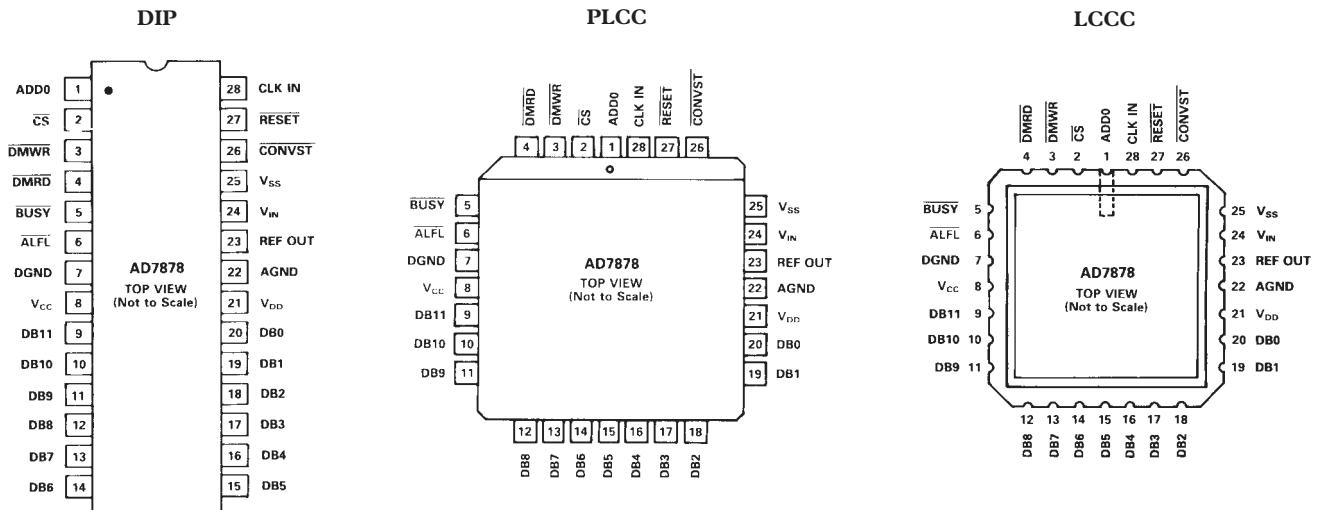 DIP
ADD0 1
CS 2
DMWR 3
DMRD 4
BUSY 5
ALFL 6
DGND 7
VCC 8
DB11 9
DB10 10
DB9 11
DB8 12
DB7 13
DB6 14
28 CLK IN
27 RESET
26 CONVST
25 VSS
24 VIN
23 REF OUT
22 AGND
21 VDD
20 DB0
19 DB1
18 DB2
17 DB3
16 DB4
15 DB5
AD7878
TOP VIEW
(Not to Scale)
PLCC
DMRD DMWR CS ADD0 CLK IN RESET CONVST
4 3 2 1 28 27 26
BUSY 5
ALFL 6
DGND 7
VCC 8
DB11 9
DB10 10
DB9 11
AD7878
TOP VIEW
(Not to Scale)
25 VSS
24 VIN
23 REF OUT
22 AGND
21 VDD
20 DB0
19 DB1
12 13 14 15 16 17 18
DB8 DB7 DB6 DB5 DB4 DB3 DB2
LCCC
DMRD DMWR CS ADD0 CLK IN RESET CONVST
4 3 2 1 28 27 26
BUSY 5
ALFL 6
DGND 7
VCC 8
DB11 9
DB10 10
DB9 11
AD7878
TOP VIEW
(Not to Scale)
25 VSS
24 VIN
23 REF OUT
22 AGND
21 VDD
20 DB0
19 DB1
12 13 14 15 16 17 18
DB8 DB7 DB6 DB5 DB4 DB3 DB2